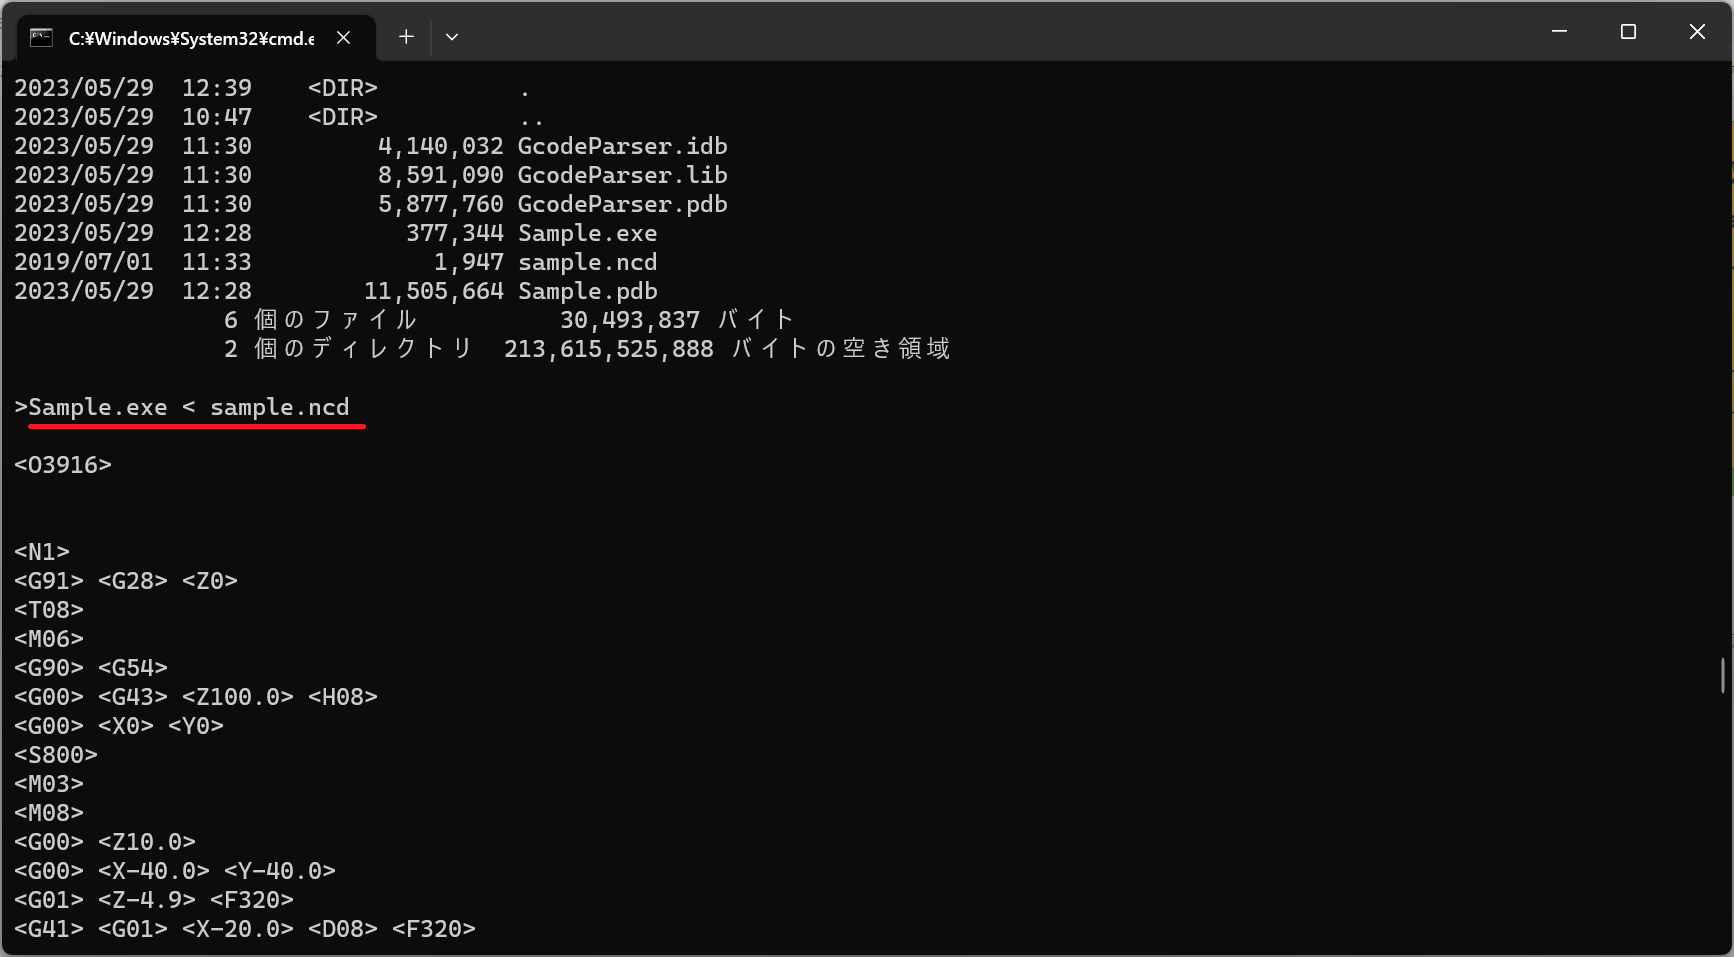 C:¥Windows¥System32¥cmd.e
2023/05/29  12:39    <DIR>          .
2023/05/29  10:47    <DIR>          ..
2023/05/29  11:30         4,140,032 GcodeParser.idb
2023/05/29  11:30         8,591,090 GcodeParser.lib
2023/05/29  11:30         5,877,760 GcodeParser.pdb
2023/05/29  12:28           377,344 Sample.exe
2019/07/01  11:33             1,947 sample.ncd
2023/05/29  12:28        11,505,664 Sample.pdb
6 個のファイル          30,493,837 バイト
2 個のディレクトリ  213,615,525,888 バイトの空き領域
>Sample.exe < sample.ncd
<O3916>
<N1>
<G91> <G28> <Z0>
<T08>
<M06>
<G90> <G54>
<G00> <G43> <Z100.0> <H08>
<G00> <X0> <Y0>
<S800>
<M03>
<M08>
<G00> <Z10.0>
<G00> <X-40.0> <Y-40.0>
<G01> <Z-4.9> <F320>
<G41> <G01> <X-20.0> <D08> <F320>